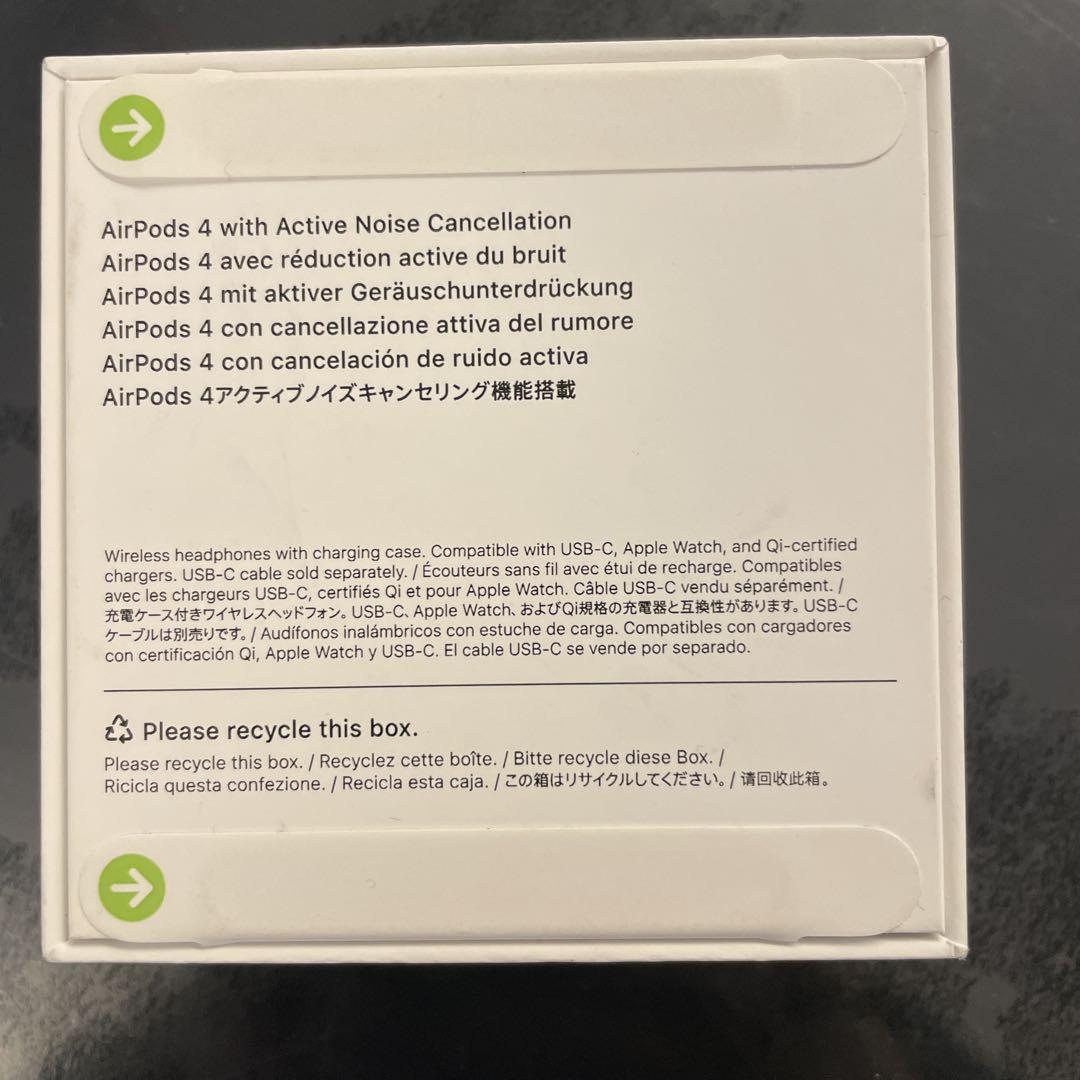 AirPods 4 with Active Noise Cancellation
AirPods 4 avec réduction active du bruit
AirPods 4 mit aktiver Geräuschunterdrückung
AirPods 4 con cancellazione attiva del rumore
AirPods 4 con cancelación de ruido activa
AirPods 4アクティブノイズキャンセリング機能搭載
Wireless headphones with charging case. Compatible with USB-C, Apple Watch, and Qi-certified
chargers. USB-C cable sold separately. / Écouteurs sans fil avec étui de recharge. Compatibles
avec les chargeurs USB-C, certifiés Qi et pour Apple Watch. Câble USB-C vendu séparément. /
充電ケース付きワイヤレスヘッドフォン。USB-C、Apple Watch、およびQi規格の充電器と互換性があります。USB-C
ケーブルは別売りです。/ Audífonos inalámbricos con estuche de carga. Compatibles con cargadores
con certificación Qi, Apple Watch y USB-C. El cable USB-C se vende por separado.
Please recycle this box.
Please recycle this box. / Recyclez cette boîte. / Bitte recycle diese Box. /
Ricicla questa confezione. / Recicla esta caja. / この箱はリサイクルしてください。/ 请回收此箱。